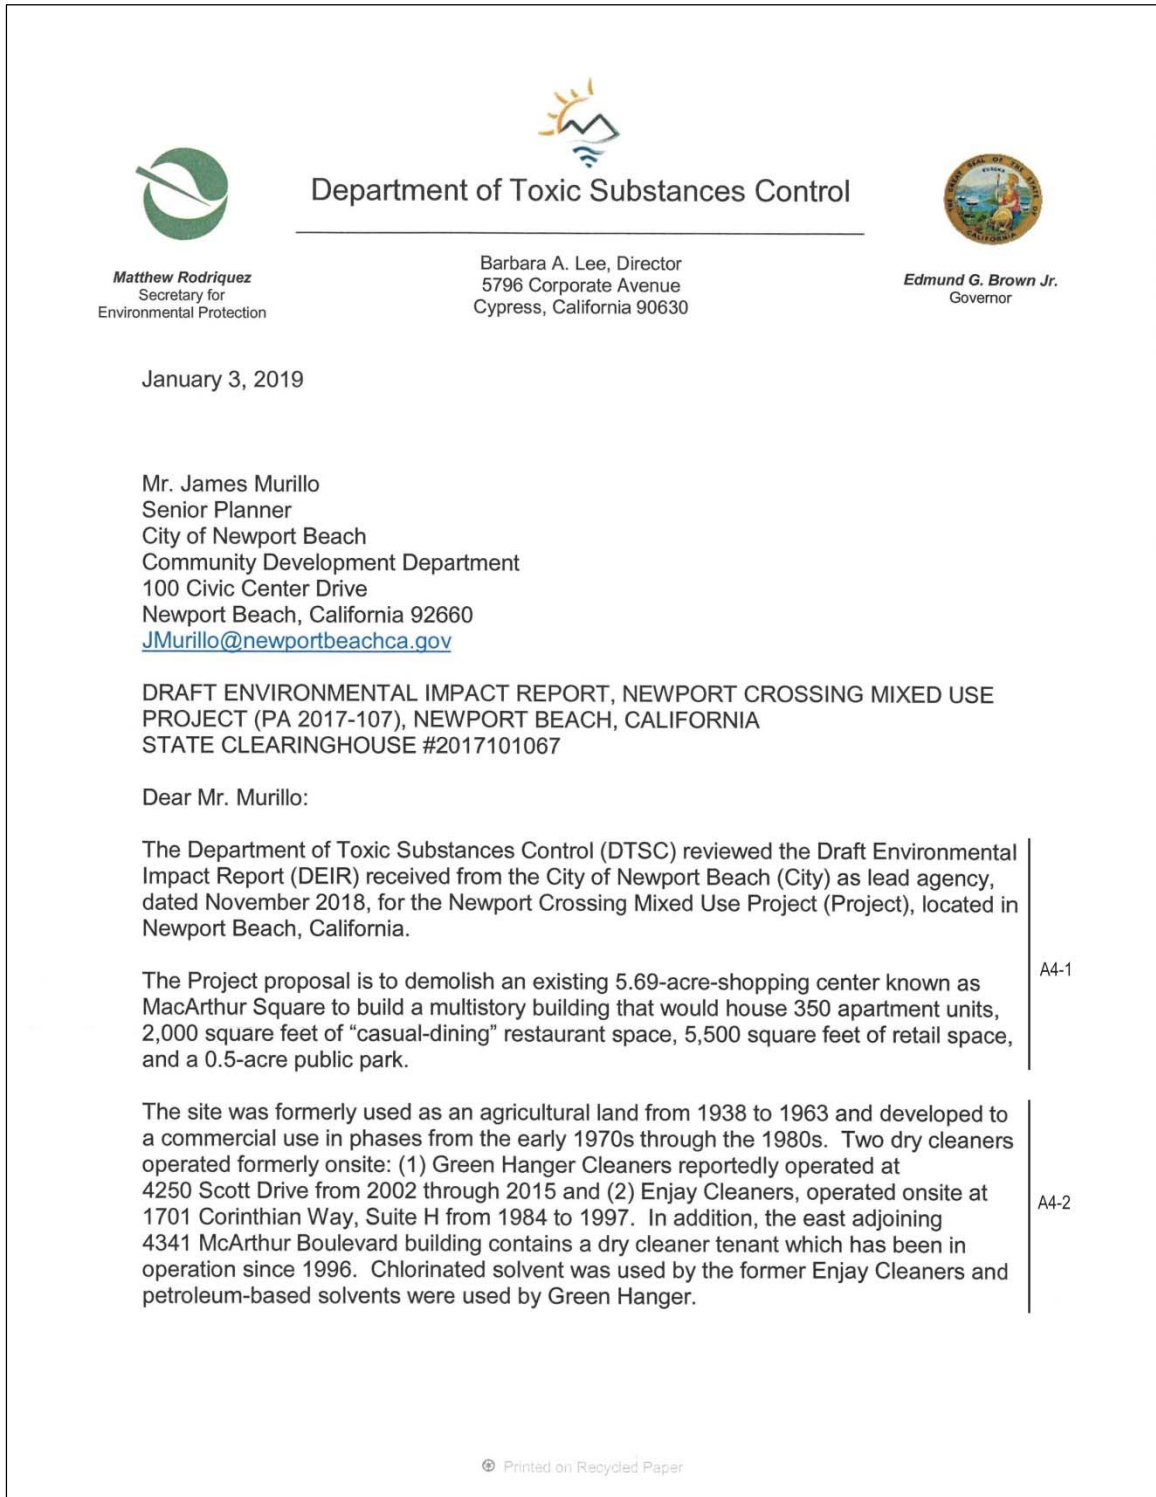 Department of Toxic Substances Control
Matthew Rodriquez
Secretary for
Environmental Protection
Barbara A. Lee, Director
5796 Corporate Avenue
Cypress, California 90630
THE GREAT SEAL OF THE STATE OF CALIFORNIA
EUREKA
Edmund G. Brown Jr.
Governor
January 3, 2019
Mr. James Murillo
Senior Planner
City of Newport Beach
Community Development Department
100 Civic Center Drive
Newport Beach, California 92660
JMurillo@newportbeachca.gov
DRAFT ENVIRONMENTAL IMPACT REPORT, NEWPORT CROSSING MIXED USE
PROJECT (PA 2017-107), NEWPORT BEACH, CALIFORNIA
STATE CLEARINGHOUSE #2017101067
Dear Mr. Murillo:
The Department of Toxic Substances Control (DTSC) reviewed the Draft Environmental
Impact Report (DEIR) received from the City of Newport Beach (City) as lead agency,
dated November 2018, for the Newport Crossing Mixed Use Project (Project), located in
Newport Beach, California.
A4-1
The Project proposal is to demolish an existing 5.69-acre-shopping center known as
MacArthur Square to build a multistory building that would house 350 apartment units,
2,000 square feet of “casual-dining” restaurant space, 5,500 square feet of retail space,
and a 0.5-acre public park.
The site was formerly used as an agricultural land from 1938 to 1963 and developed to
a commercial use in phases from the early 1970s through the 1980s. Two dry cleaners
operated formerly onsite: (1) Green Hanger Cleaners reportedly operated at
4250 Scott Drive from 2002 through 2015 and (2) Enjay Cleaners, operated onsite at
1701 Corinthian Way, Suite H from 1984 to 1997. In addition, the east adjoining
4341 McArthur Boulevard building contains a dry cleaner tenant which has been in
operation since 1996. Chlorinated solvent was used by the former Enjay Cleaners and
petroleum-based solvents were used by Green Hanger.
A4-2
Printed on Recycled Paper